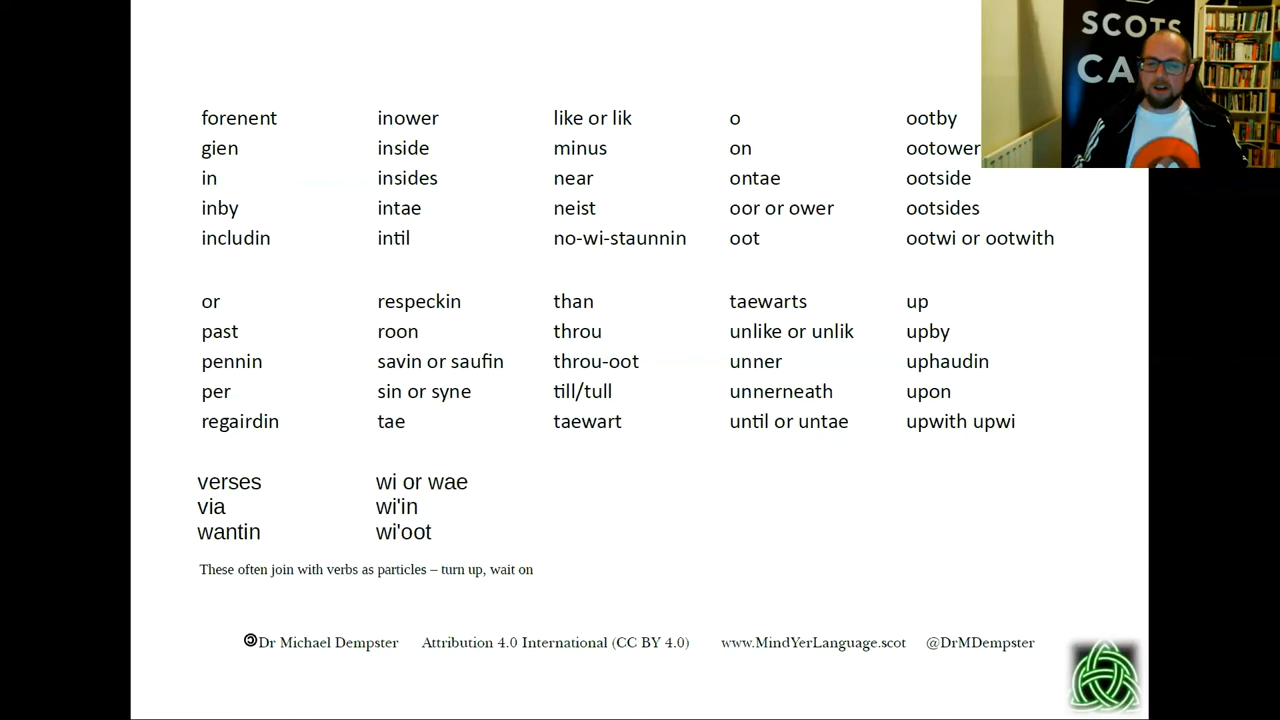 SCOTS
CA
forenent inower like or lik o ootby
gien inside minus on ootower
in insides near ontae ootside
inby intae neist oor or ower ootsides
includin intil no-wi-staunnin oot ootwi or ootwith
or respeckin than taewarts up
past roon throu unlike or unlik upby
pennin savin or saufin throu-oot unner uphaudin
per sin or syne till/tull unnerneath upon
regairdin tae taewart until or untae upwith upwi
verses wi or wae
via wi'in
wantin wi'oot
These often join with verbs as particles – turn up, wait on
Dr Michael Dempster Attribution 4.0 International (CC BY 4.0) www.MindYerLanguage.scot @DrMDempster